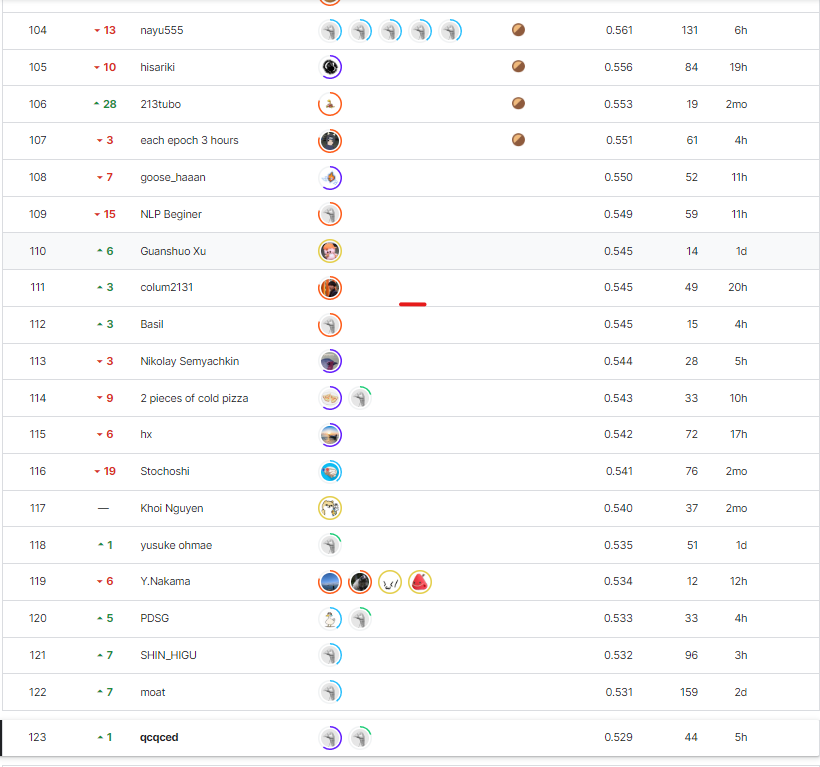 104 13 nayu555 0.561 131 6h
105 10 hisariki 0.556 84 19h
106 28 213tubo 0.553 19 2mo
107 3 each epoch 3 hours 0.551 61 4h
108 7 goose_haaan 0.550 52 11h
109 15 NLP Beginer 0.549 59 11h
110 6 Guanshuo Xu 0.545 14 1d
111 3 colum2131 0.545 49 20h
112 3 Basil 0.545 15 4h
113 3 Nikolay Semyachkin 0.544 28 5h
114 9 2 pieces of cold pizza 0.543 33 10h
115 6 hx 0.542 72 17h
116 19 Stochoshi 0.541 76 2mo
117 — Khoi Nguyen 0.540 37 2mo
118 1 yusuke ohmae 0.535 51 1d
119 6 Y.Nakama 0.534 12 12h
120 5 PDSG 0.533 33 4h
121 7 SHIN_HIGU 0.532 96 3h
122 7 moat 0.531 159 2d
123 1 qcqced 0.529 44 5h